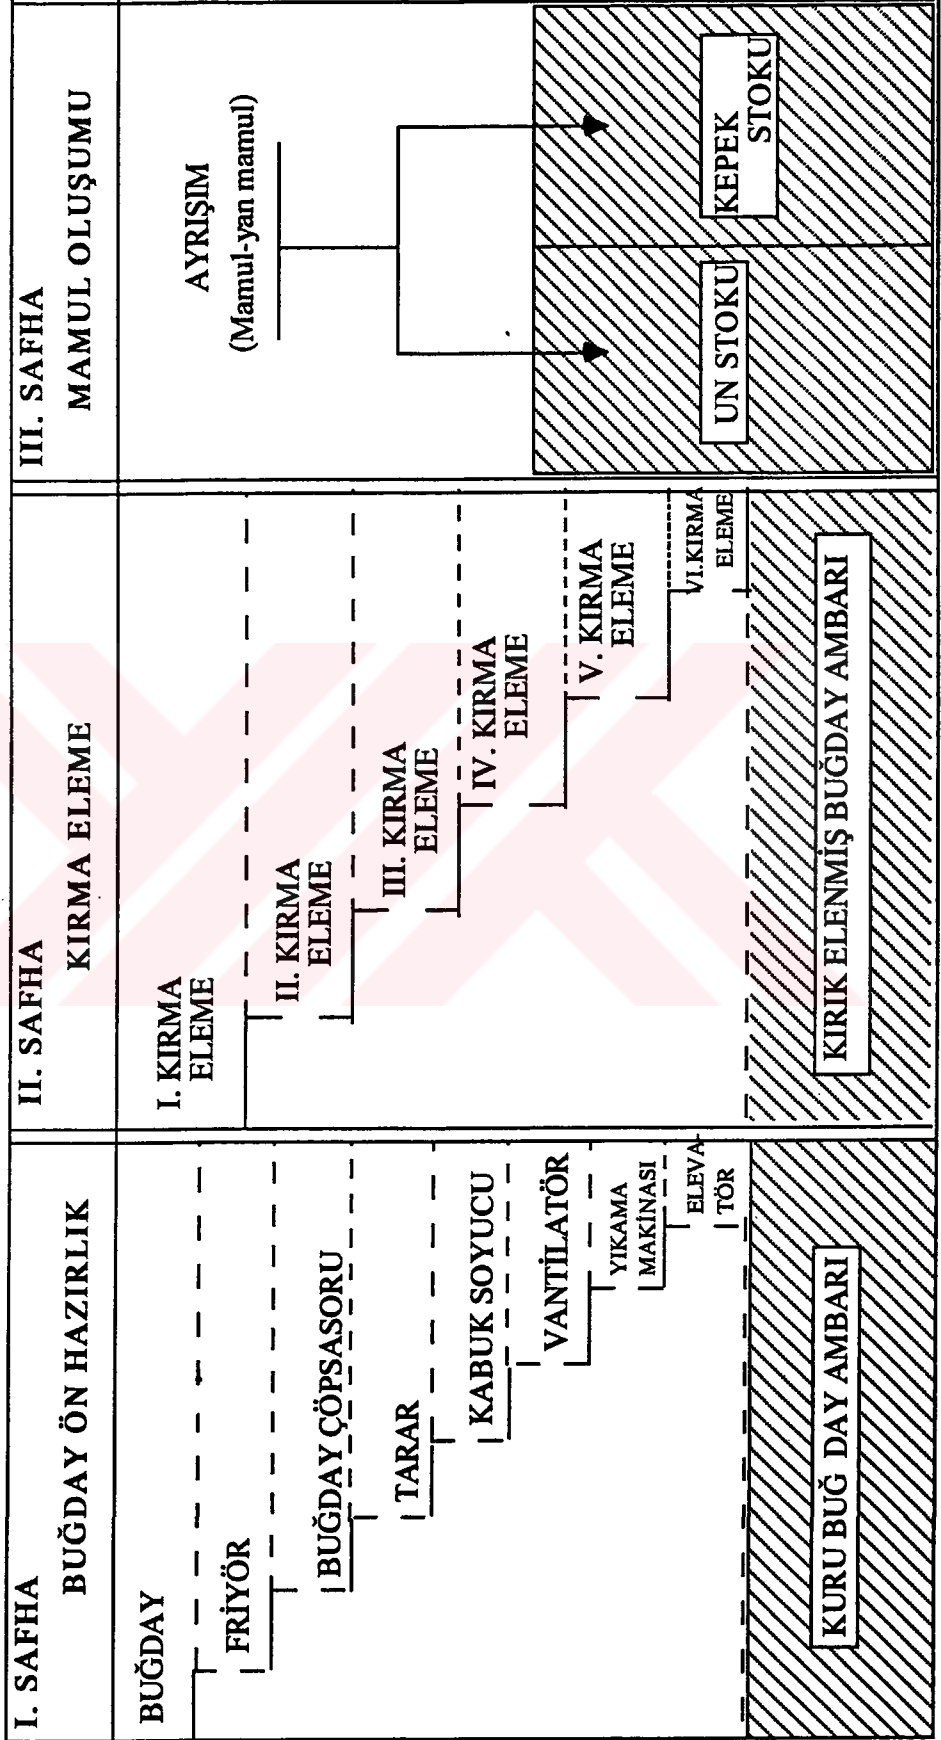 I. SAFHA
BUĞDAY ÖN HAZIRLIK
BUĞDAY
FRİYÖR
BUĞDAY ÇÖPSASORU
TARAR
KABUK SOYUCU
VANTİLATÖR
YIKAMA
MAKİNASI
ELEVA
TÖR
KURU BUĞ DAY AMBARI
II. SAFHA
KIRMA ELEME
I. KIRMA
ELEME
II. KIRMA
ELEME
III. KIRMA
ELEME
IV. KIRMA
ELEME
V. KIRMA
ELEME
VI.KIRMA
ELEME
KIRIK ELENMİŞ BUĞDAY AMBARI
III. SAFHA
MAMUL OLUŞUMU
AYRIŞIM
(Mamul-yan mamul)
UN STOKU
KEPEK
STOKU